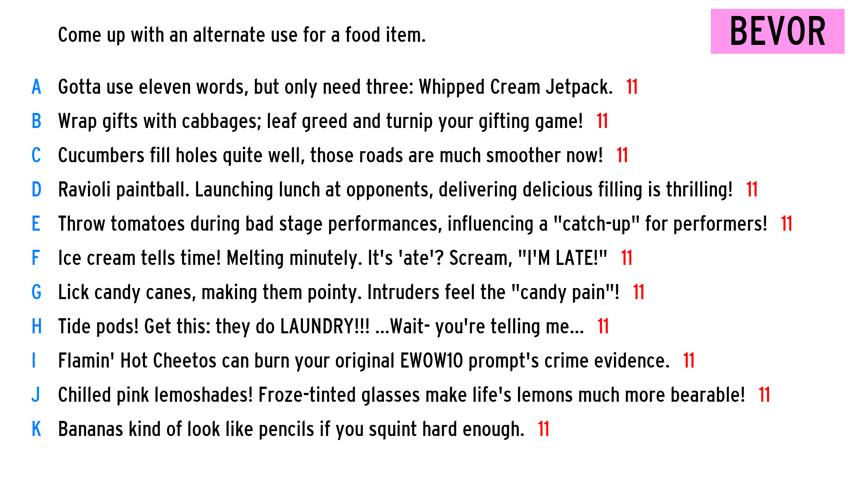 Come up with an alternate use for a food item.
BEVOR
A Gotta use eleven words, but only need three: Whipped Cream Jetpack. 11
B Wrap gifts with cabbages; leaf greed and turnip your gifting game! 11
C Cucumbers fill holes quite well, those roads are much smoother now! 11
D Ravioli paintball. Launching lunch at opponents, delivering delicious filling is thrilling! 11
E Throw tomatoes during bad stage performances, influencing a "catch-up" for performers! 11
F Ice cream tells time! Melting minutely. It's 'ate'? Scream, "I'M LATE!" 11
G Lick candy canes, making them pointy. Intruders feel the "candy pain"! 11
H Tide pods! Get this: they do LAUNDRY!!! ...Wait- you're telling me... 11
I Flamin' Hot Cheetos can burn your original EWOW10 prompt's crime evidence. 11
J Chilled pink lemoshades! Froze-tinted glasses make life's lemons much more bearable! 11
K Bananas kind of look like pencils if you squint hard enough. 11